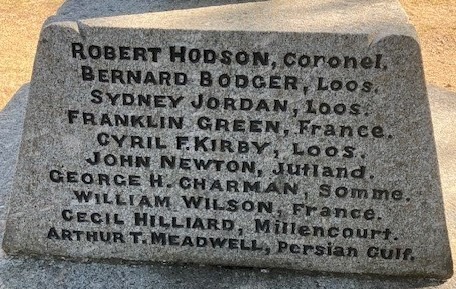 ROBERT HODSON, CORONEL.
BERNARD BODGER, LOOS.
SYDNEY JORDAN, LOOS.
FRANKLIN GREEN, FRANCE.
CYRIL F. KIRBY, LOOS.
JOHN NEWTON, JUTLAND.
GEORGE H. CHARMAN, SOMME.
WILLIAM WILSON, FRANCE.
CECIL HILLIARD, MILLENCOURT.
ARTHUR T. MEADWELL, PERSIAN GULF.